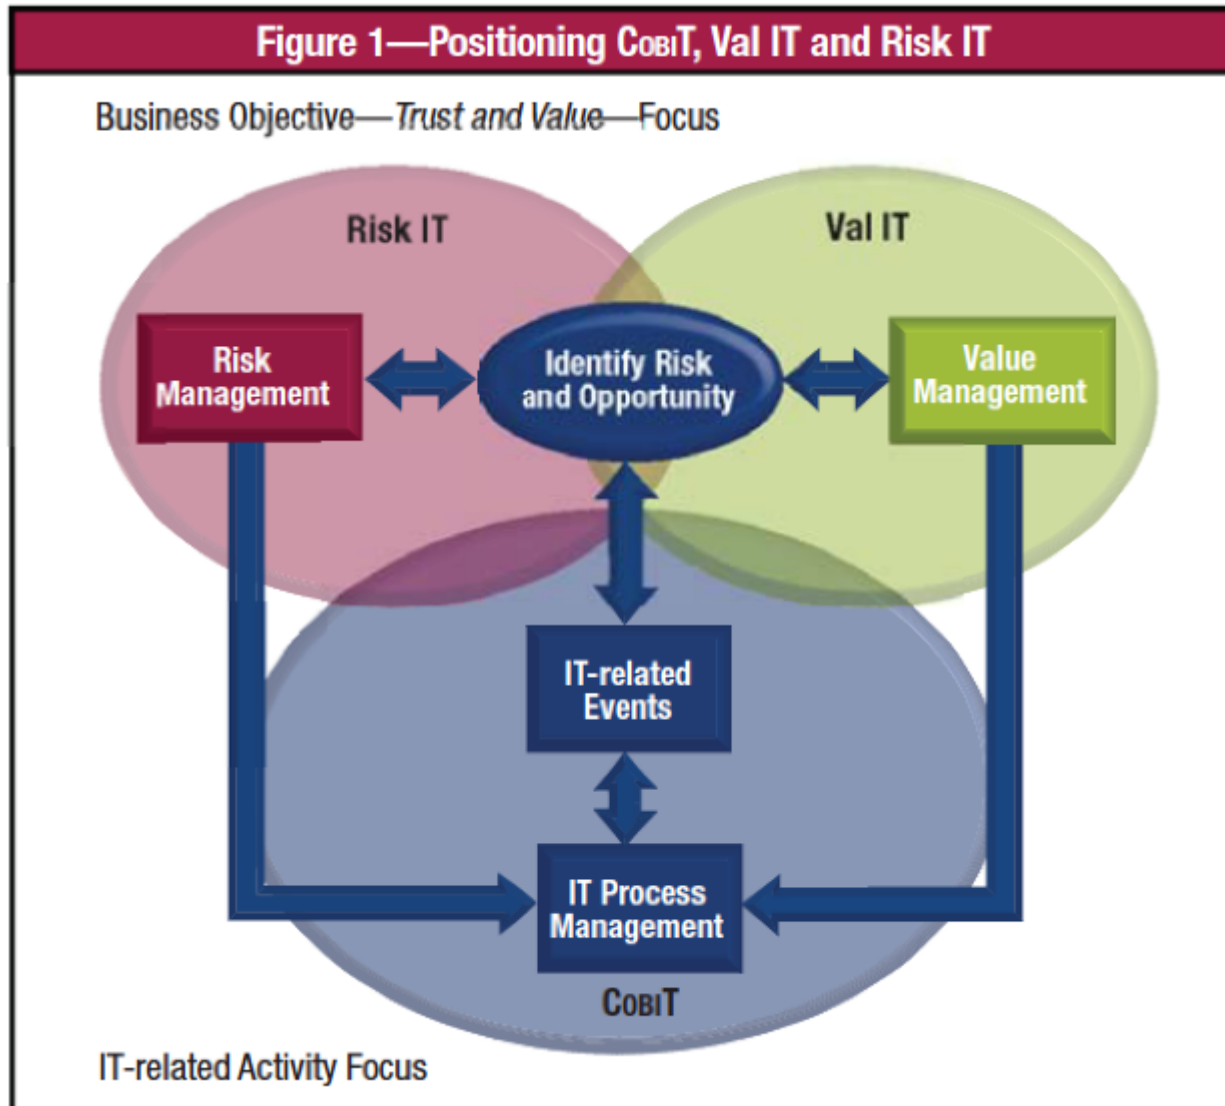 Figure 1—Positioning COBIT, Val IT and Risk IT
Business Objective—Trust and Value—Focus
Risk IT
Val IT
Risk
Management
Identify Risk
and Opportunity
Value
Management
IT-related
Events
IT Process
Management
COBIT
IT-related Activity Focus